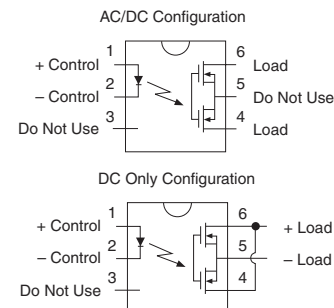 AC/DC Configuration
1 6
+ Control Load
2 5
– Control Do Not Use
3 4
Do Not Use Load
DC Only Configuration
1 6
+ Control + Load
2 5
– Control – Load
3 4
Do Not Use